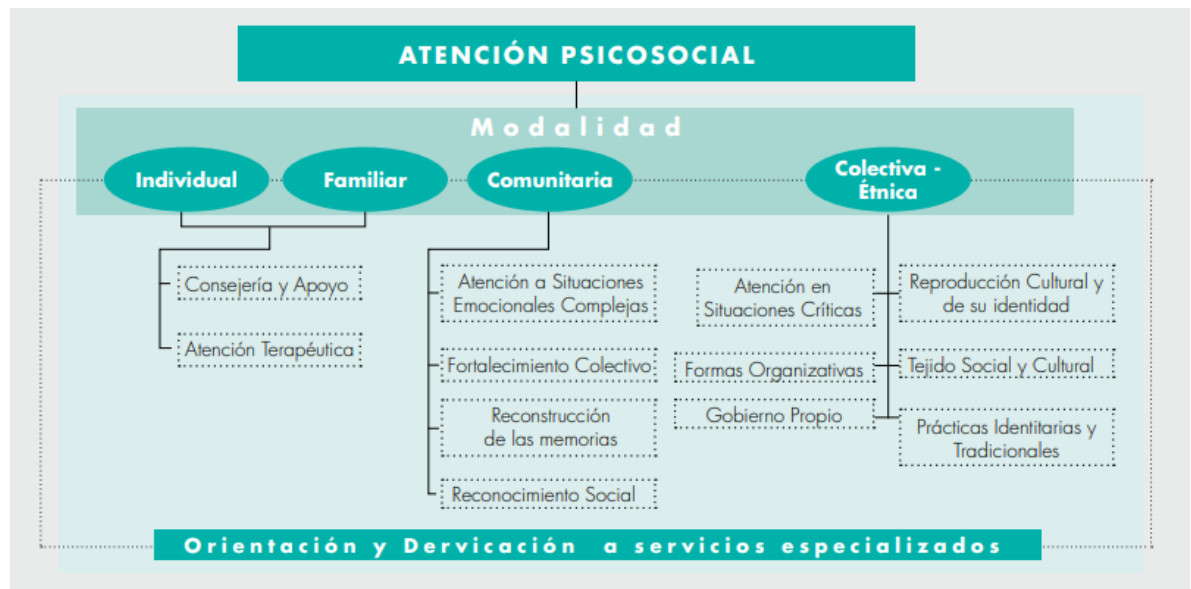 ATENCIÓN PSICOSOCIAL
Modalidad
Individual
Familiar
Comunitaria
Colectiva -
Étnica
Consejería y Apoyo
Atención Terapéutica
Atención a Situaciones
Emocionales Complejas
Fortalecimiento Colectivo
Reconstrucción
de las memorias
Reconocimiento Social
Atención en
Situaciones Críticas
Formas Organizativas
Gobierno Propio
Reproducción Cultural y
de su identidad
Tejido Social y Cultural
Prácticas Identitarias y
Tradicionales
Orientación y Dervicación a servicios especializados